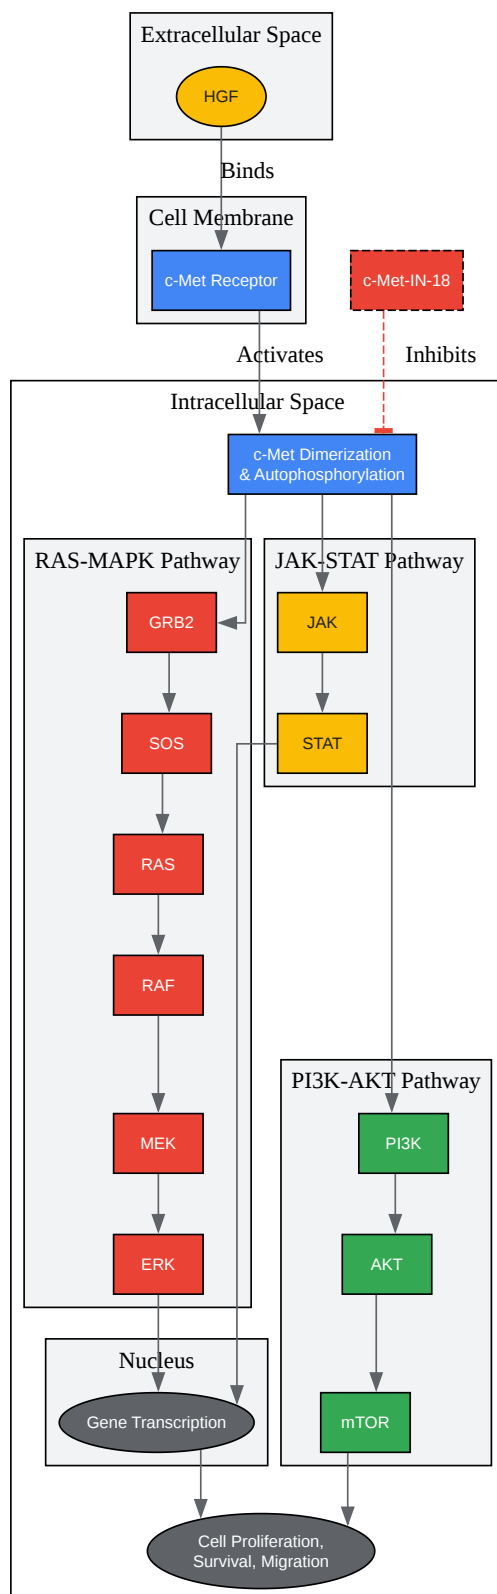 Extracellular Space
HGF
Binds
Cell Membrane
c-Met Receptor
c-Met-IN-18
Activates
Inhibits
Intracellular Space
c-Met Dimerization
& Autophosphorylation
RAS-MAPK Pathway
JAK-STAT Pathway
GRB2
JAK
SOS
STAT
RAS
RAF
PI3K-AKT Pathway
MEK
PI3K
ERK
AKT
Nucleus
Gene Transcription
mTOR
Cell Proliferation,
Survival, Migration